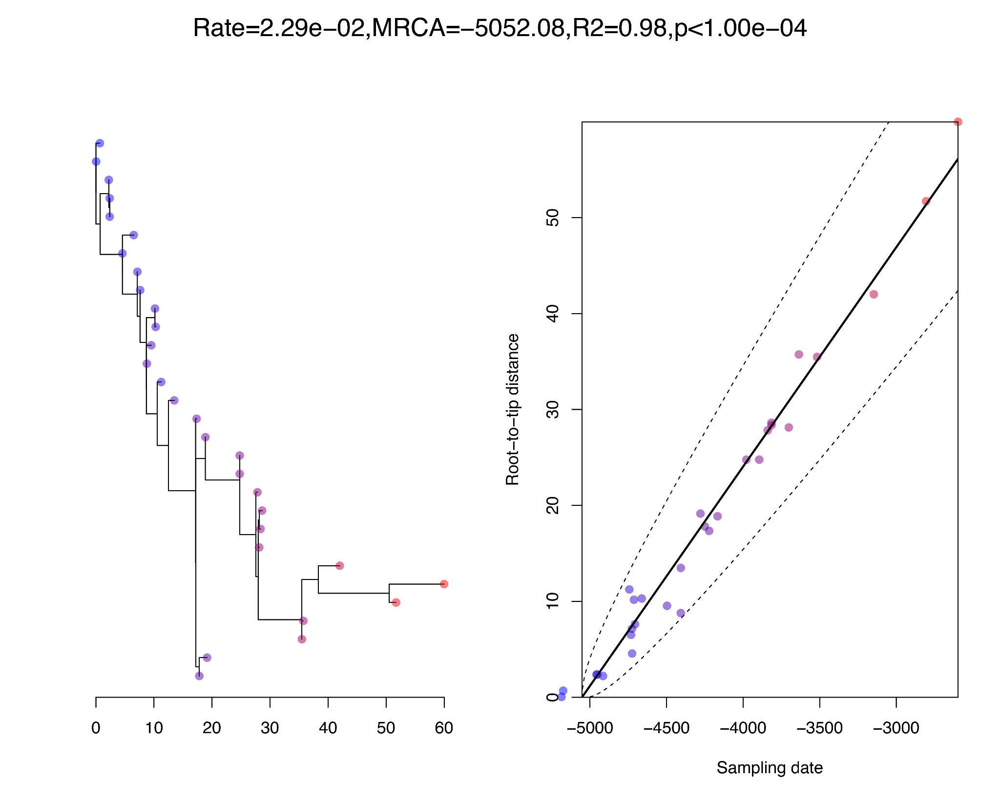 Rate=2.29e−02,MRCA=−5052.08,R2=0.98,p<1.00e−04
0 10 20 30 40 50 60
Root−to−tip distance
0 10 20 30 40 50
−5000 −4500 −4000 −3500 −3000
Sampling date